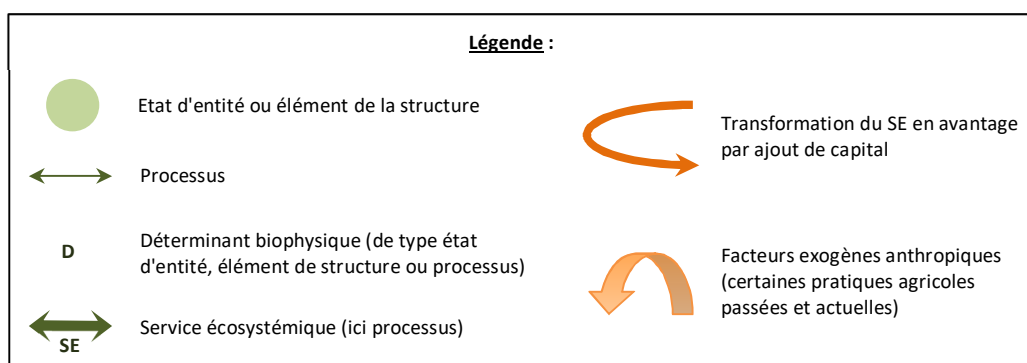 Légende :
Etat d'entité ou élément de la structure
Processus
D
Déterminant biophysique (de type état
d'entité, élément de structure ou processus)
SE
Service écosystémique (ici processus)
Transformation du SE en avantage
par ajout de capital
Facteurs exogènes anthropiques
(certaines pratiques agricoles
passées et actuelles)